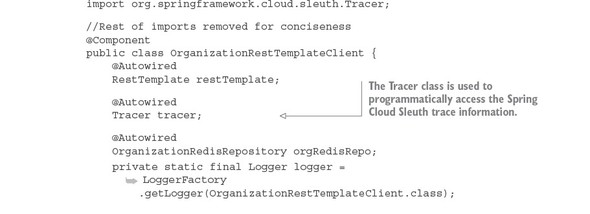 import org.springframework.cloud.sleuth.Tracer;
//Rest of imports removed for conciseness
@Component
public class OrganizationRestTemplateClient {
@Autowired
RestTemplate restTemplate;
@Autowired
Tracer tracer;
The Tracer class is used to
programmatically access the Spring
Cloud Sleuth trace information.
@Autowired
OrganizationRedisRepository orgRedisRepo;
private static final Logger logger =
LoggerFactory
.getLogger(OrganizationRestTemplateClient.class);